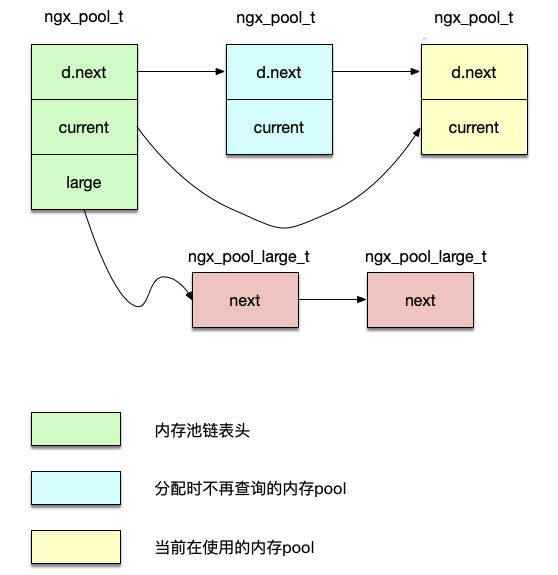 ngx_pool_t
ngx_pool_t
ngx_pool_t
d.next
d.next
d.next
current
current
current
large
ngx_pool_large_t
ngx_pool_large_t
next
next
内存池链表头
分配时不再查询的内存pool
当前在使用的内存pool